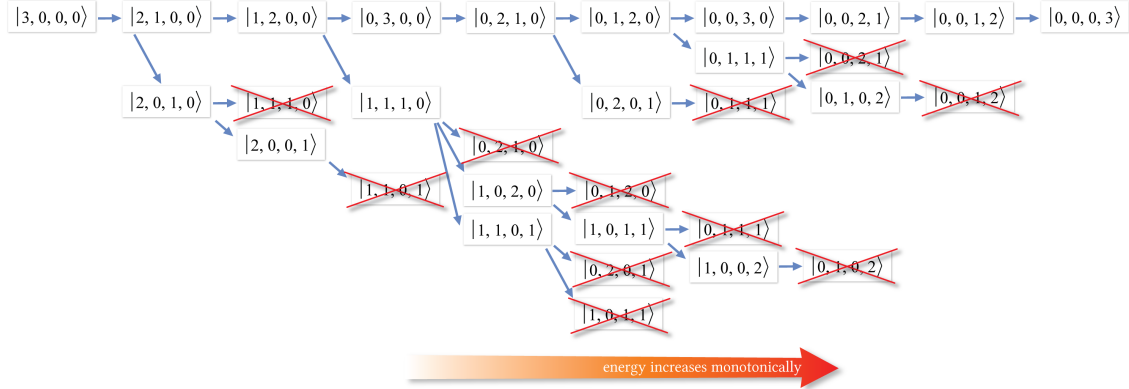 |3, 0, 0, 0⟩ |2, 1, 0, 0⟩ |1, 2, 0, 0⟩ |0, 3, 0, 0⟩ |0, 2, 1, 0⟩ |0, 1, 2, 0⟩ |0, 0, 3, 0⟩ |0, 0, 2, 1⟩ |0, 0, 1, 2⟩ |0, 0, 0, 3⟩
|0, 1, 1, 1⟩ |0, 0, 2, 1⟩
|2, 0, 1, 0⟩ |1, 1, 1, 0⟩ |1, 1, 1, 0⟩ |0, 2, 0, 1⟩ |0, 1, 1, 1⟩ |0, 1, 0, 2⟩ |0, 0, 1, 2⟩
|2, 0, 0, 1⟩ |0, 2, 1, 0⟩
|1, 1, 0, 1⟩ |1, 0, 2, 0⟩ |0, 1, 2, 0⟩
|1, 1, 0, 1⟩ |1, 0, 1, 1⟩ |0, 1, 1, 1⟩
|0, 2, 0, 1⟩ |1, 0, 0, 2⟩ |0, 1, 0, 2⟩
|1, 0, 1, 1⟩
energy increases monotonically